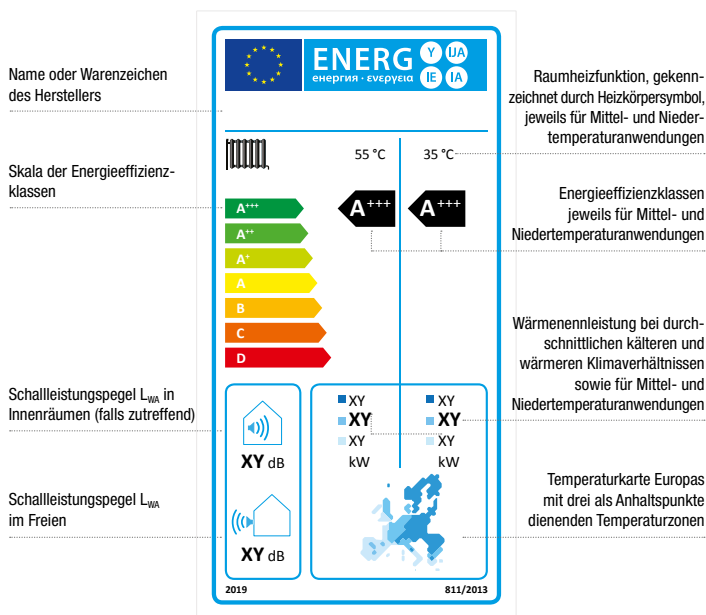 Name oder Warenzeichen
des Herstellers
Skala der Energieeffizienz-
klassen
Schallleistungspegel LWA in
Innenräumen (falls zutreffend)
Schallleistungspegel LWA
im Freien
ENERG
енергия · ενεργεια
Y IJA
IE IA
55 °C 35 °C
A+++ A+++
A+++
A++
A+
A
B
C
D
XY dB
XY dB
XY XY
XY XY
XY XY
kW kW
2019 811/2013
Raumheizfunktion, gekenn-
zeichnet durch Heizkörpersymbol,
jeweils für Mittel- und Nieder-
temperaturanwendungen
Energieeffizienzklassen
jeweils für Mittel- und
Niedertemperaturanwendungen
Wärmenennleistung bei durch-
schnittlichen kälteren und
wärmeren Klimaverhältnissen
sowie für Mittel- und
Niedertemperaturanwendungen
Temperaturkarte Europas
mit drei als Anhaltspunkte
dienenden Temperaturzonen